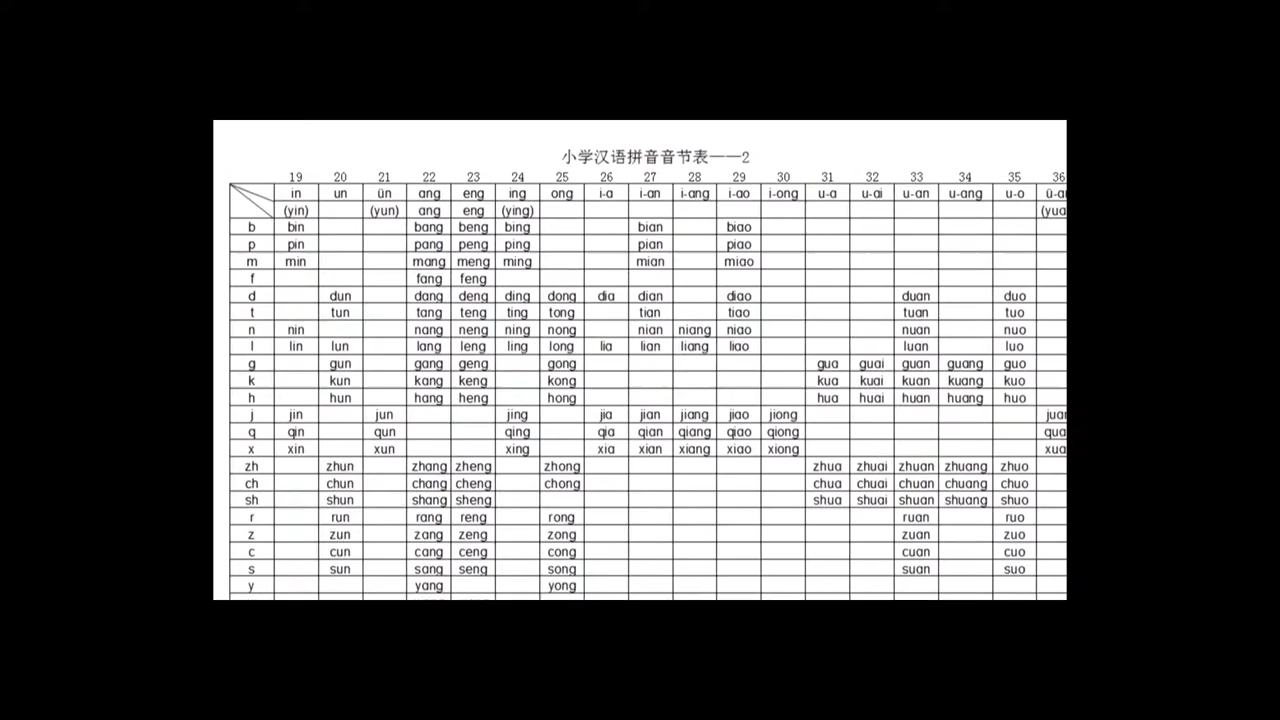 小学汉语拼音音节表——2
19 20 21 22 23 24 25 26 27 28 29 30 31 32 33 34 35 36
in un ün ang eng ing ong i-a i-an i-ang i-ao i-ong u-a u-ai u-an u-ang u-o
(yin) (yun) ang eng (ying)
b bin bang beng bing bian biao
p pin pang peng ping pian piao
m min mang meng ming mian miao
f fang feng
d dun dang deng ding dong dia dian diao duan duo
t tun tang teng ting tong tian tiao tuan tuo
n nin nang neng ning nong nian niang niao nuan nuo
l lin lun lang leng ling long lia lian liang liao luan luo
g gun gang geng gong gua guai guan guang guo
k kun kang keng kong kua kuai kuan kuang kuo
h hun hang heng hong hua huai huan huang huo
j jin jun jing jia jian jiang jiao jiong
q qin qun qing qia qian qiang qiao qiong
x xin xun xing xia xian xiang xiao xiong
zh zhun zhang zheng zhong zhua zhuai zhuan zhuang zhuo
ch chun chang cheng chong chua chuai chuan chuang chuo
sh shun shang sheng shua shuai shuan shuang shuo
r run rang reng rong ruan ruo
z zun zang zeng zong zuan zuo
c cun cang ceng cong cuan cuo
s sun sang seng song suan suo
y yang yong